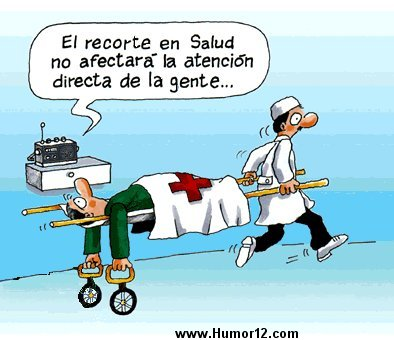 El recorte en Salud
no afectará la atención
directa de la gente...
www.Humor12.com